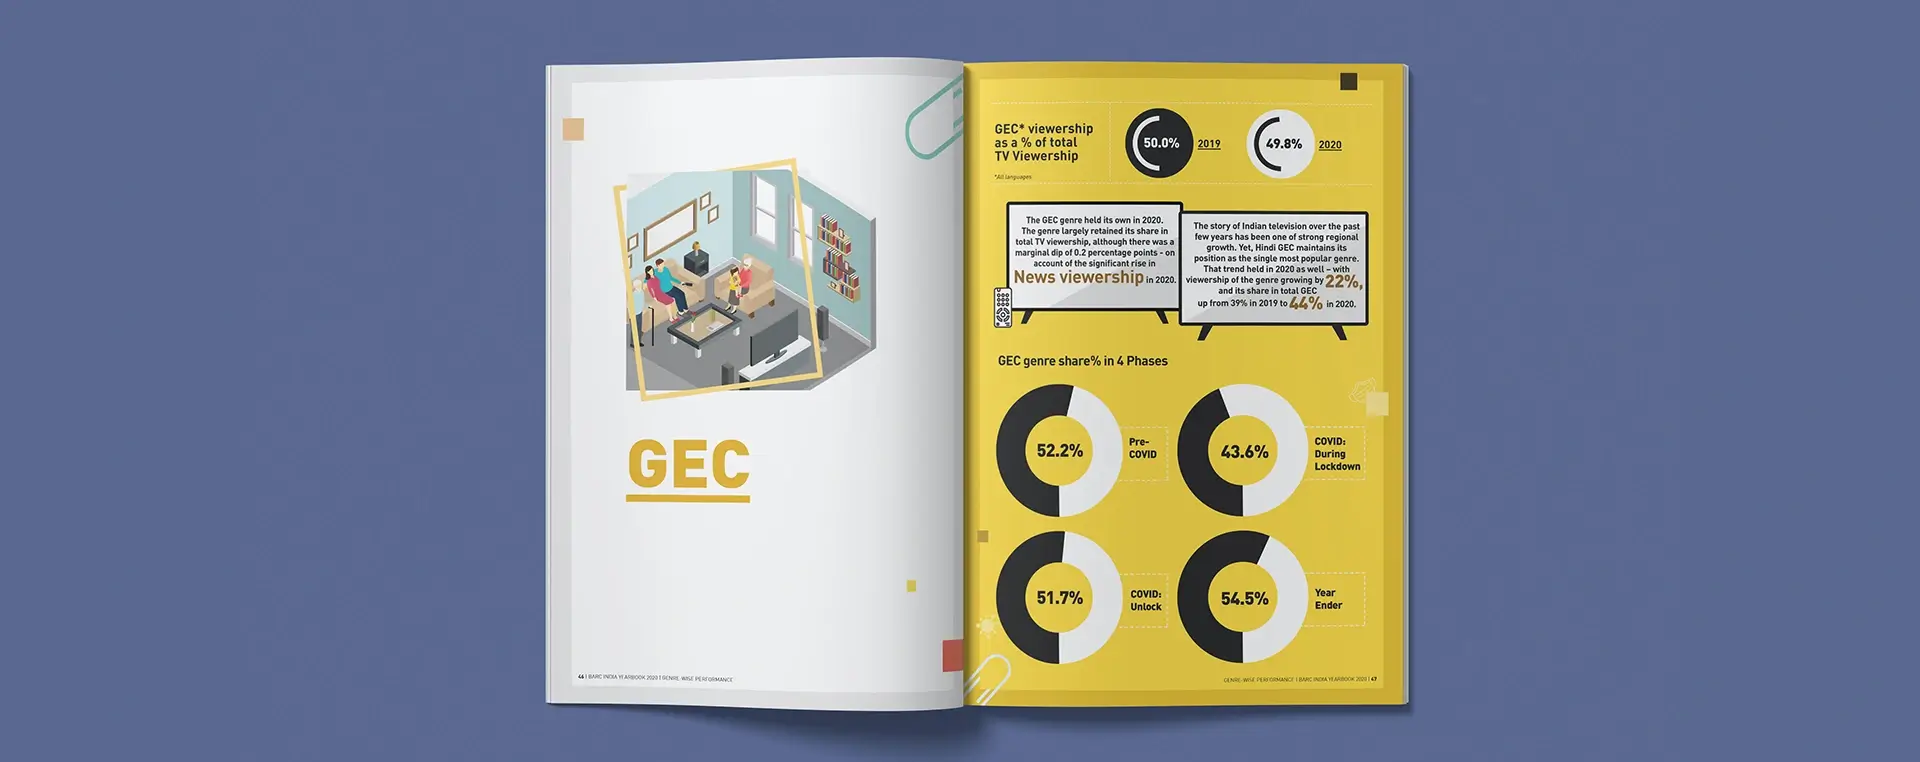 GEC
46 | BARC INDIA YEARBOOK 2020 | GENRE-WISE PERFORMANCE
GEC* viewership
as a % of total
TV Viewership
*All languages
50.0%
2019
49.8%
2020
The GEC genre held its own in 2020.
The genre largely retained its share in
total TV viewership, although there was a
marginal dip of 0.2 percentage points - on
account of the significant rise in
News viewership in 2020.
The story of Indian television over the past
few years has been one of strong regional
growth. Yet, Hindi GEC maintains its
position as the single most popular genre.
That trend held in 2020 as well – with
viewership of the genre growing by 22%,
and its share in total GEC
up from 39% in 2019 to 44% in 2020.
GEC genre share% in 4 Phases
52.2%
Pre-
COVID
43.6%
COVID:
During
Lockdown
51.7%
COVID:
Unlock
54.5%
Year
Ender
GENRE-WISE PERFORMANCE | BARC INDIA YEARBOOK 2020 | 47